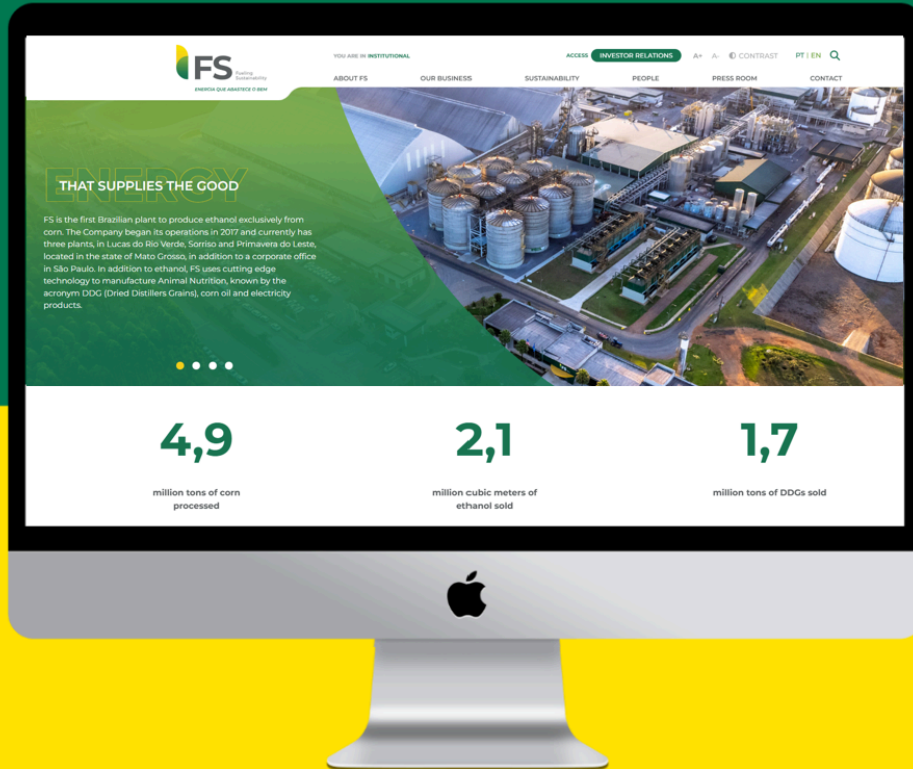 FS
Fueling
Sustainability
ENERGIA QUE ABASTECE O BEM
YOU ARE IN INSTITUTIONAL
ACCESS INVESTOR RELATIONS A+ A- CONTRAST PT | EN
ABOUT FS OUR BUSINESS SUSTAINABILITY PEOPLE PRESS ROOM CONTACT
ENERGY
THAT SUPPLIES THE GOOD
FS is the first Brazilian plant to produce ethanol exclusively from
corn. The Company began its operations in 2017 and currently has
three plants, in Lucas do Rio Verde, Sorriso and Primavera do Leste,
located in the state of Mato Grosso, in addition to a corporate office
in São Paulo. In addition to ethanol, FS uses cutting edge
technology to manufacture Animal Nutrition, known by the
acronym DDG (Dried Distillers Grains), corn oil and electricity
products.
4,9
million tons of corn
processed
2,1
million cubic meters of
ethanol sold
1,7
million tons of DDGs sold